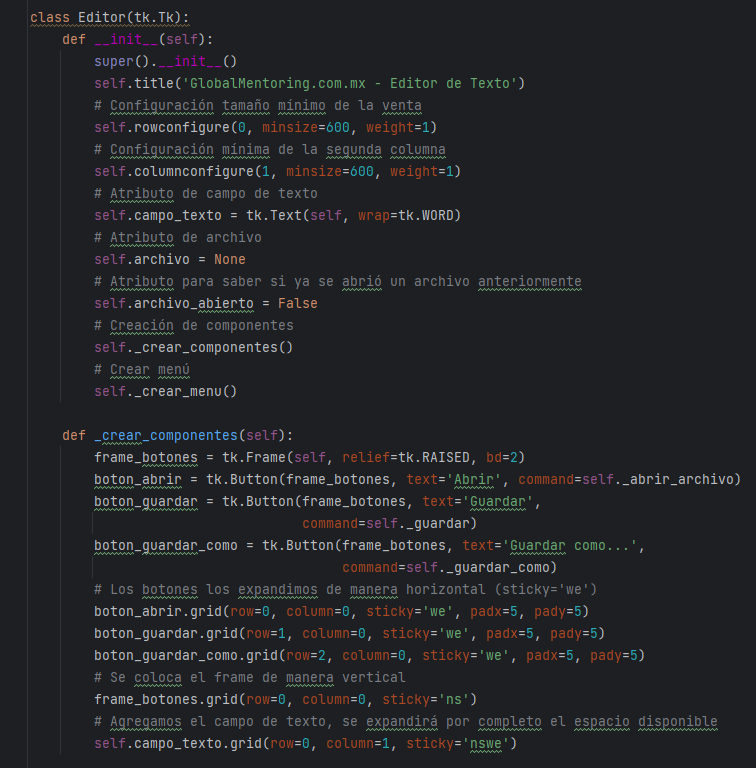 class Editor(tk.Tk):
def __init__(self):
super().__init__()
self.title('GlobalMentoring.com.mx - Editor de Texto')
# Configuración tamaño mínimo de la venta
self.rowconfigure(0, minsize=600, weight=1)
# Configuración mínima de la segunda columna
self.columnconfigure(1, minsize=600, weight=1)
# Atributo de campo de texto
self.campo_texto = tk.Text(self, wrap=tk.WORD)
# Atributo de archivo
self.archivo = None
# Atributo para saber si ya se abrió un archivo anteriormente
self.archivo_abierto = False
# Creación de componentes
self._crear_componentes()
# Crear menú
self._crear_menu()
def _crear_componentes(self):
frame_botones = tk.Frame(self, relief=tk.RAISED, bd=2)
boton_abrir = tk.Button(frame_botones, text='Abrir', command=self._abrir_archivo)
boton_guardar = tk.Button(frame_botones, text='Guardar',
command=self._guardar)
boton_guardar_como = tk.Button(frame_botones, text='Guardar como...',
command=self._guardar_como)
# Los botones los expandimos de manera horizontal (sticky='we')
boton_abrir.grid(row=0, column=0, sticky='we', padx=5, pady=5)
boton_guardar.grid(row=1, column=0, sticky='we', padx=5, pady=5)
boton_guardar_como.grid(row=2, column=0, sticky='we', padx=5, pady=5)
# Se coloca el frame de manera vertical
frame_botones.grid(row=0, column=0, sticky='ns')
# Agregamos el campo de texto, se expandirá por completo el espacio disponible
self.campo_texto.grid(row=0, column=1, sticky='nswe')